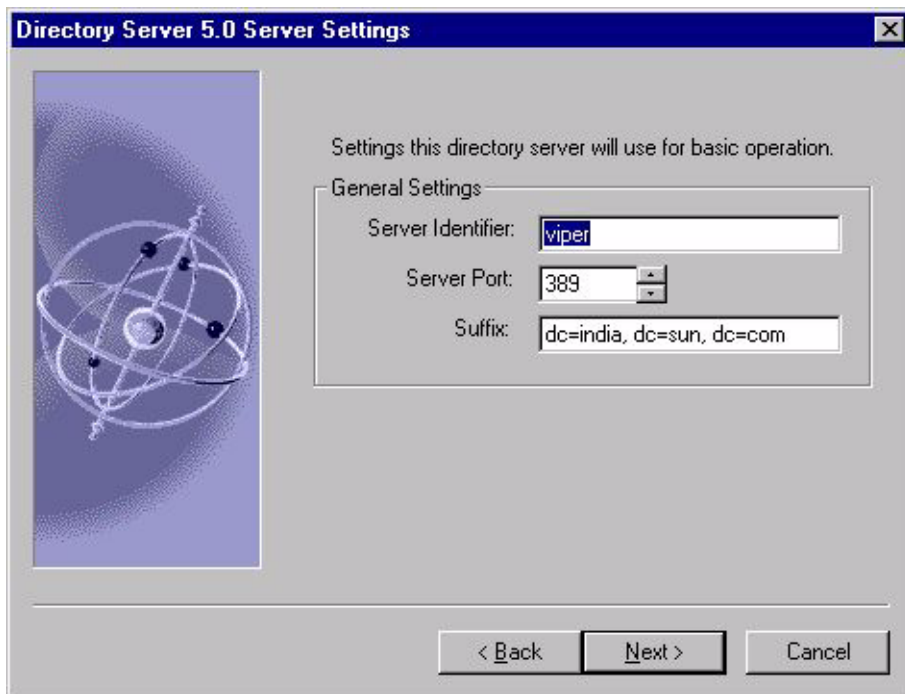 Directory Server 5.0 Server Settings
Settings this directory server will use for basic operation.
General Settings
Server Identifier: viper
Server Port: 389
Suffix: dc=india, dc=sun, dc=com
< Back Next > Cancel